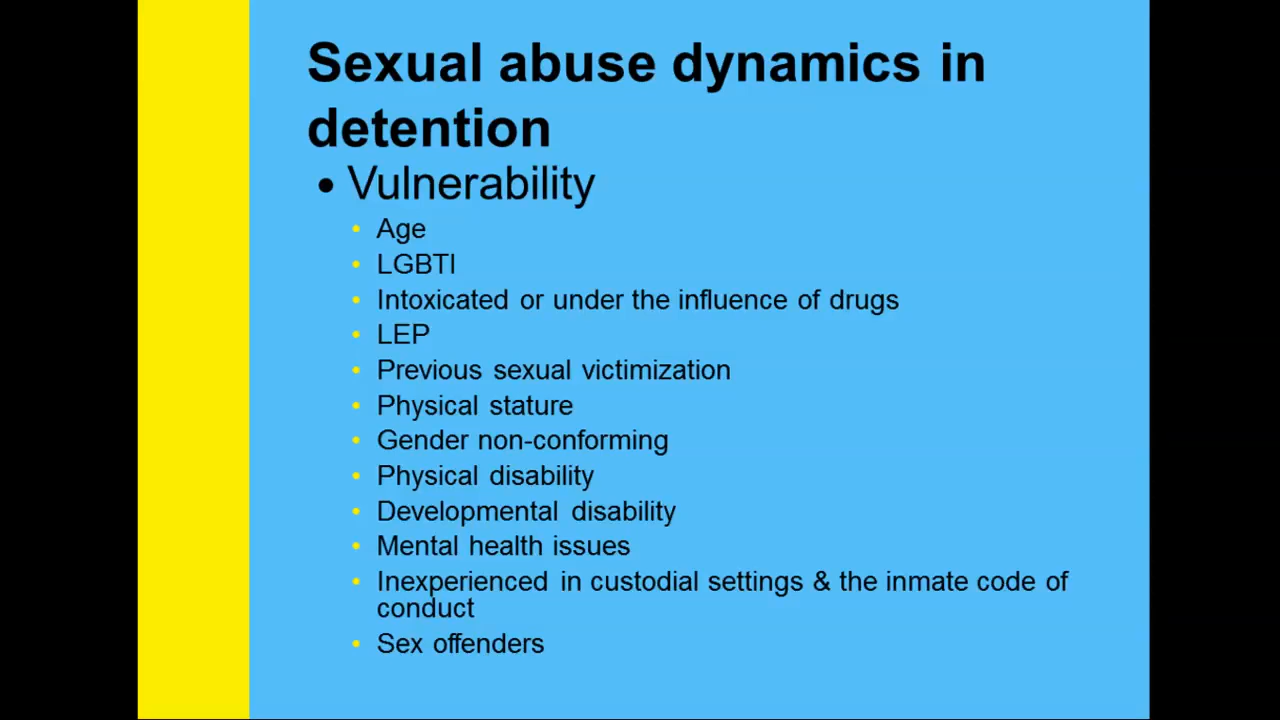 Sexual abuse dynamics in
detention
• Vulnerability
• Age
• LGBTI
• Intoxicated or under the influence of drugs
• LEP
• Previous sexual victimization
• Physical stature
• Gender non-conforming
• Physical disability
• Developmental disability
• Mental health issues
• Inexperienced in custodial settings & the inmate code of
conduct
• Sex offenders